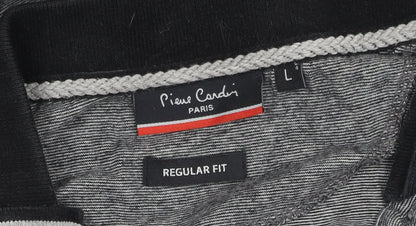 Pierre Cardin
PARIS
L
REGULAR FIT